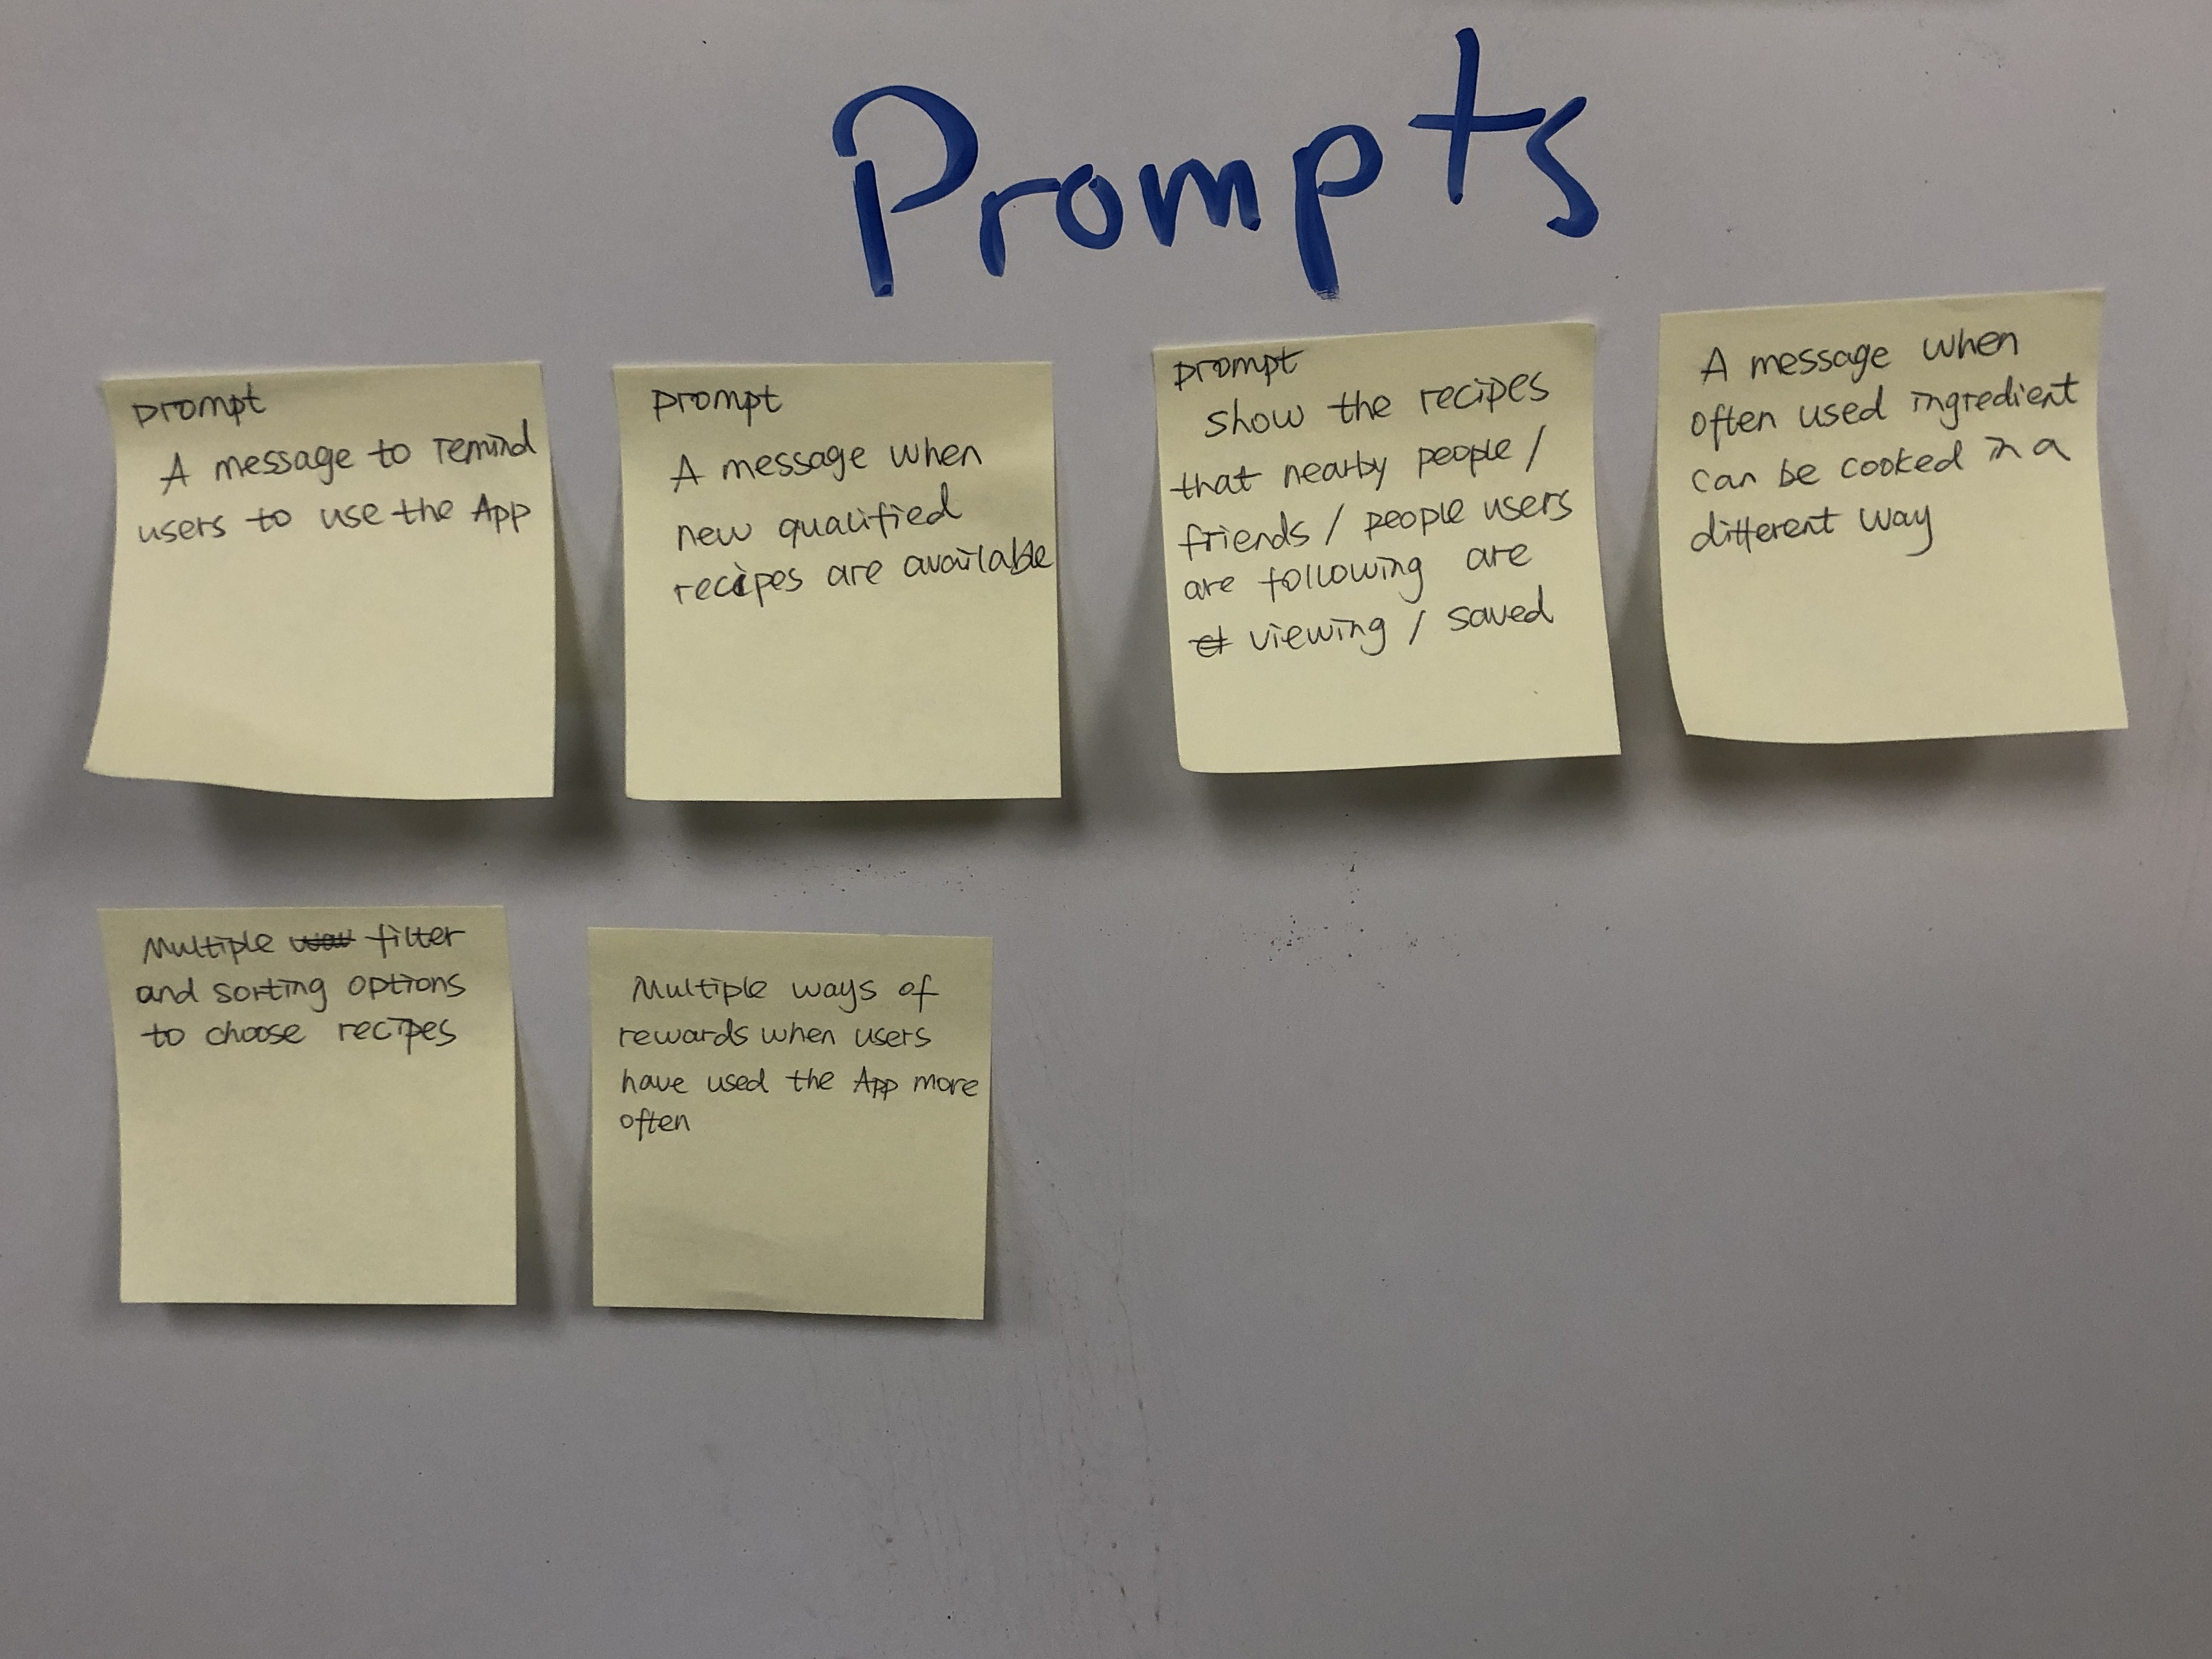 Prompts
prompt
A message to remind
users to use the App
prompt
A message when
new qualified
recipes are available
prompt
show the recipes
that nearby people /
friends / people users
are following are
viewing / saved
A message when
often used ingredient
can be cooked in a
different way
Multiple filter
and sorting options
to choose recipes
Multiple ways of
rewards when users
have used the App more
often